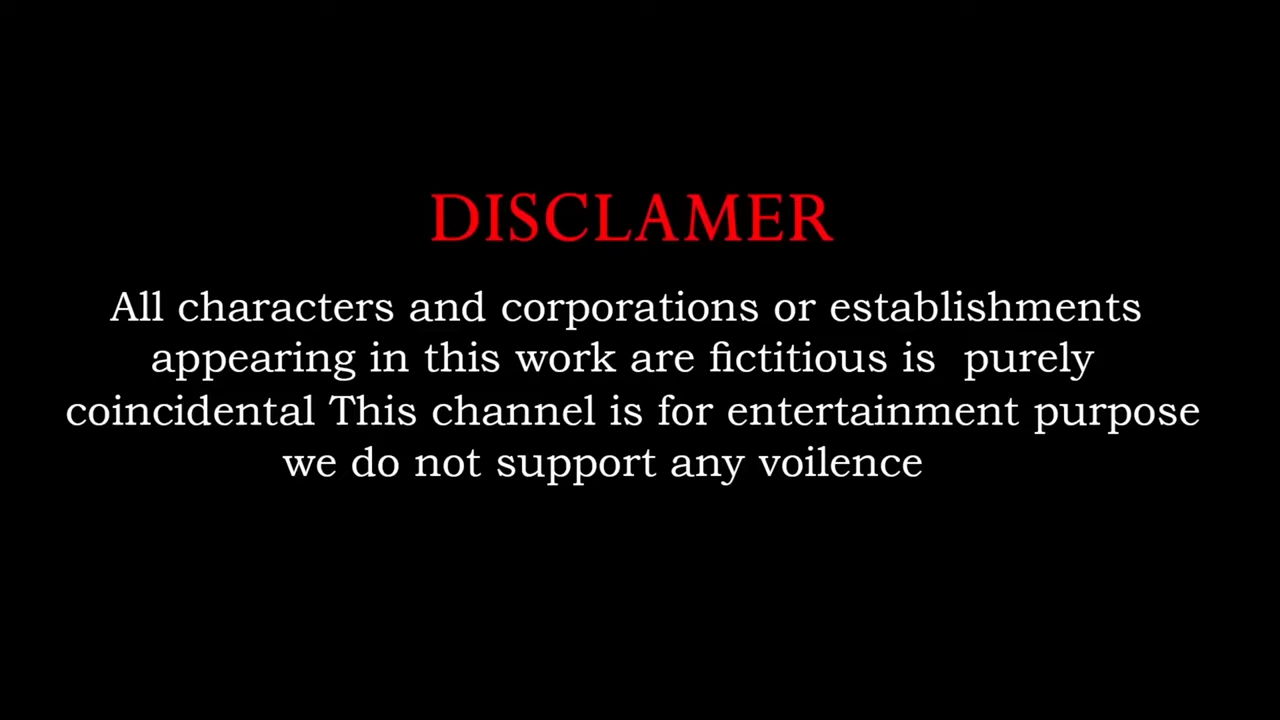 DISCLAMER
All characters and corporations or establishments
appearing in this work are fictitious is  purely
coincidental This channel is for entertainment purpose
we do not support any voilence